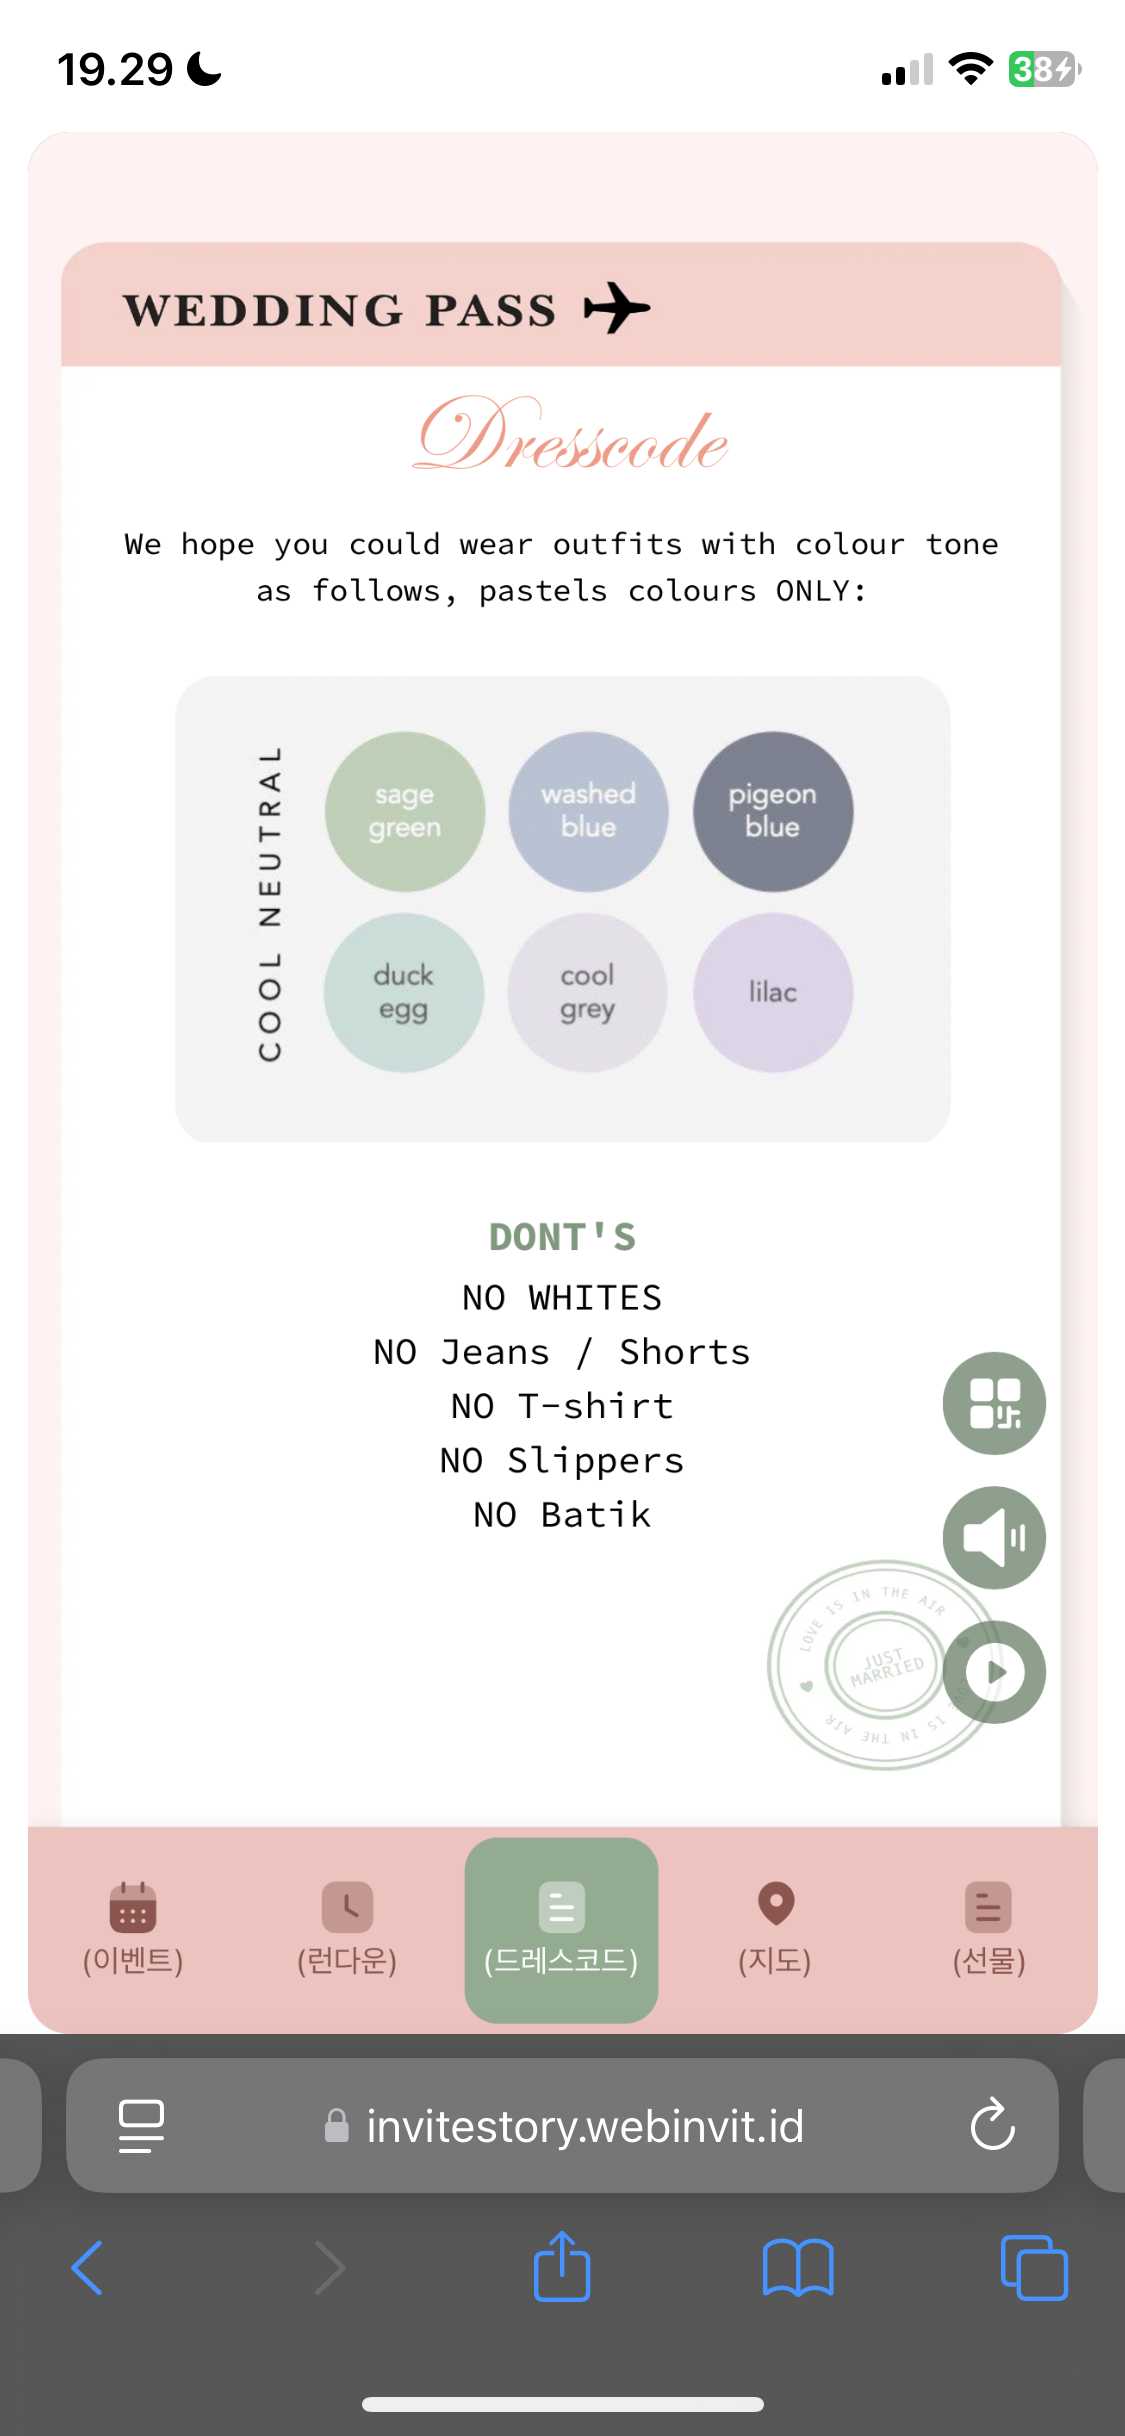 19.29
38
WEDDING PASS
Dresscode
We hope you could wear outfits with colour tone
as follows, pastels colours ONLY:
COOL NEUTRAL
sage
green
washed
blue
pigeon
blue
duck
egg
cool
grey
lilac
DONT'S
NO WHITES
NO Jeans / Shorts
NO T-shirt
NO Slippers
NO Batik
LOVE IS IN THE AIR
JUST
MARRIED
IS IN THE AIR
(이벤트)
(런다운)
(드레스코드)
(지도)
(선물)
invitestory.webinvit.id